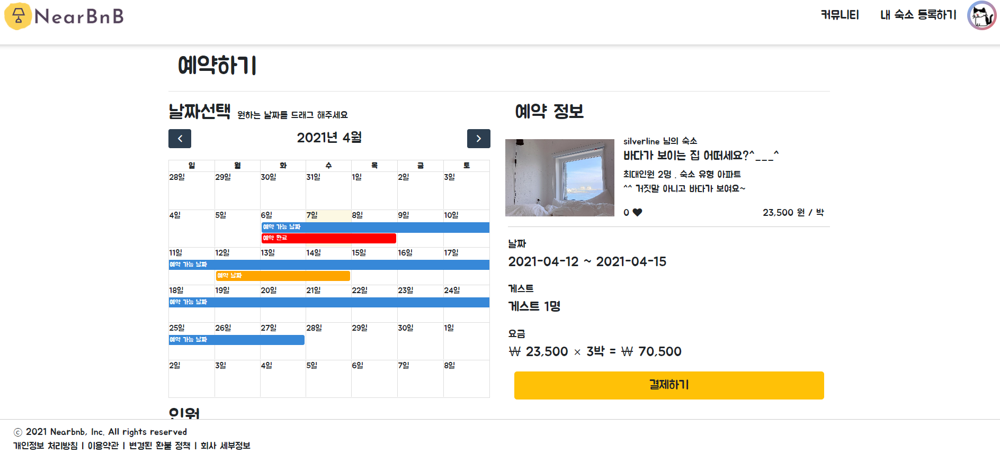 NearBnB
커뮤니티
내 숙소 등록하기
예약하기
날짜선택 원하는 날짜를 드래그 해주세요
2021년 4월
일 월 화 수 목 금 토
28일 29일 30일 31일 1일 2일 3일
4일 5일 6일 7일 8일 9일 10일
예약 가능 날짜
예약 완료
11일 12일 13일 14일 15일 16일 17일
예약 가능 날짜
예약 날짜
18일 19일 20일 21일 22일 23일 24일
예약 가능 날짜
25일 26일 27일 28일 29일 30일 1일
예약 가능 날짜
2일 3일 4일 5일 6일 7일 8일
인원
예약 정보
silverline 님의 숙소
바다가 보이는 집 어떠세요?^___^
최대인원 2명 . 숙소 유형 아파트
^^ 거짓말 아니고 바다가 보여요~
0 ♥ 23,500 원 / 박
날짜
2021-04-12 ~ 2021-04-15
게스트
게스트 1명
요금
₩ 23,500 × 3박 = ₩ 70,500
결제하기
ⓒ 2021 Nearbnb, Inc. All rights reserved
개인정보 처리방침 | 이용약관 | 변경된 환불 정책 | 회사 세부정보